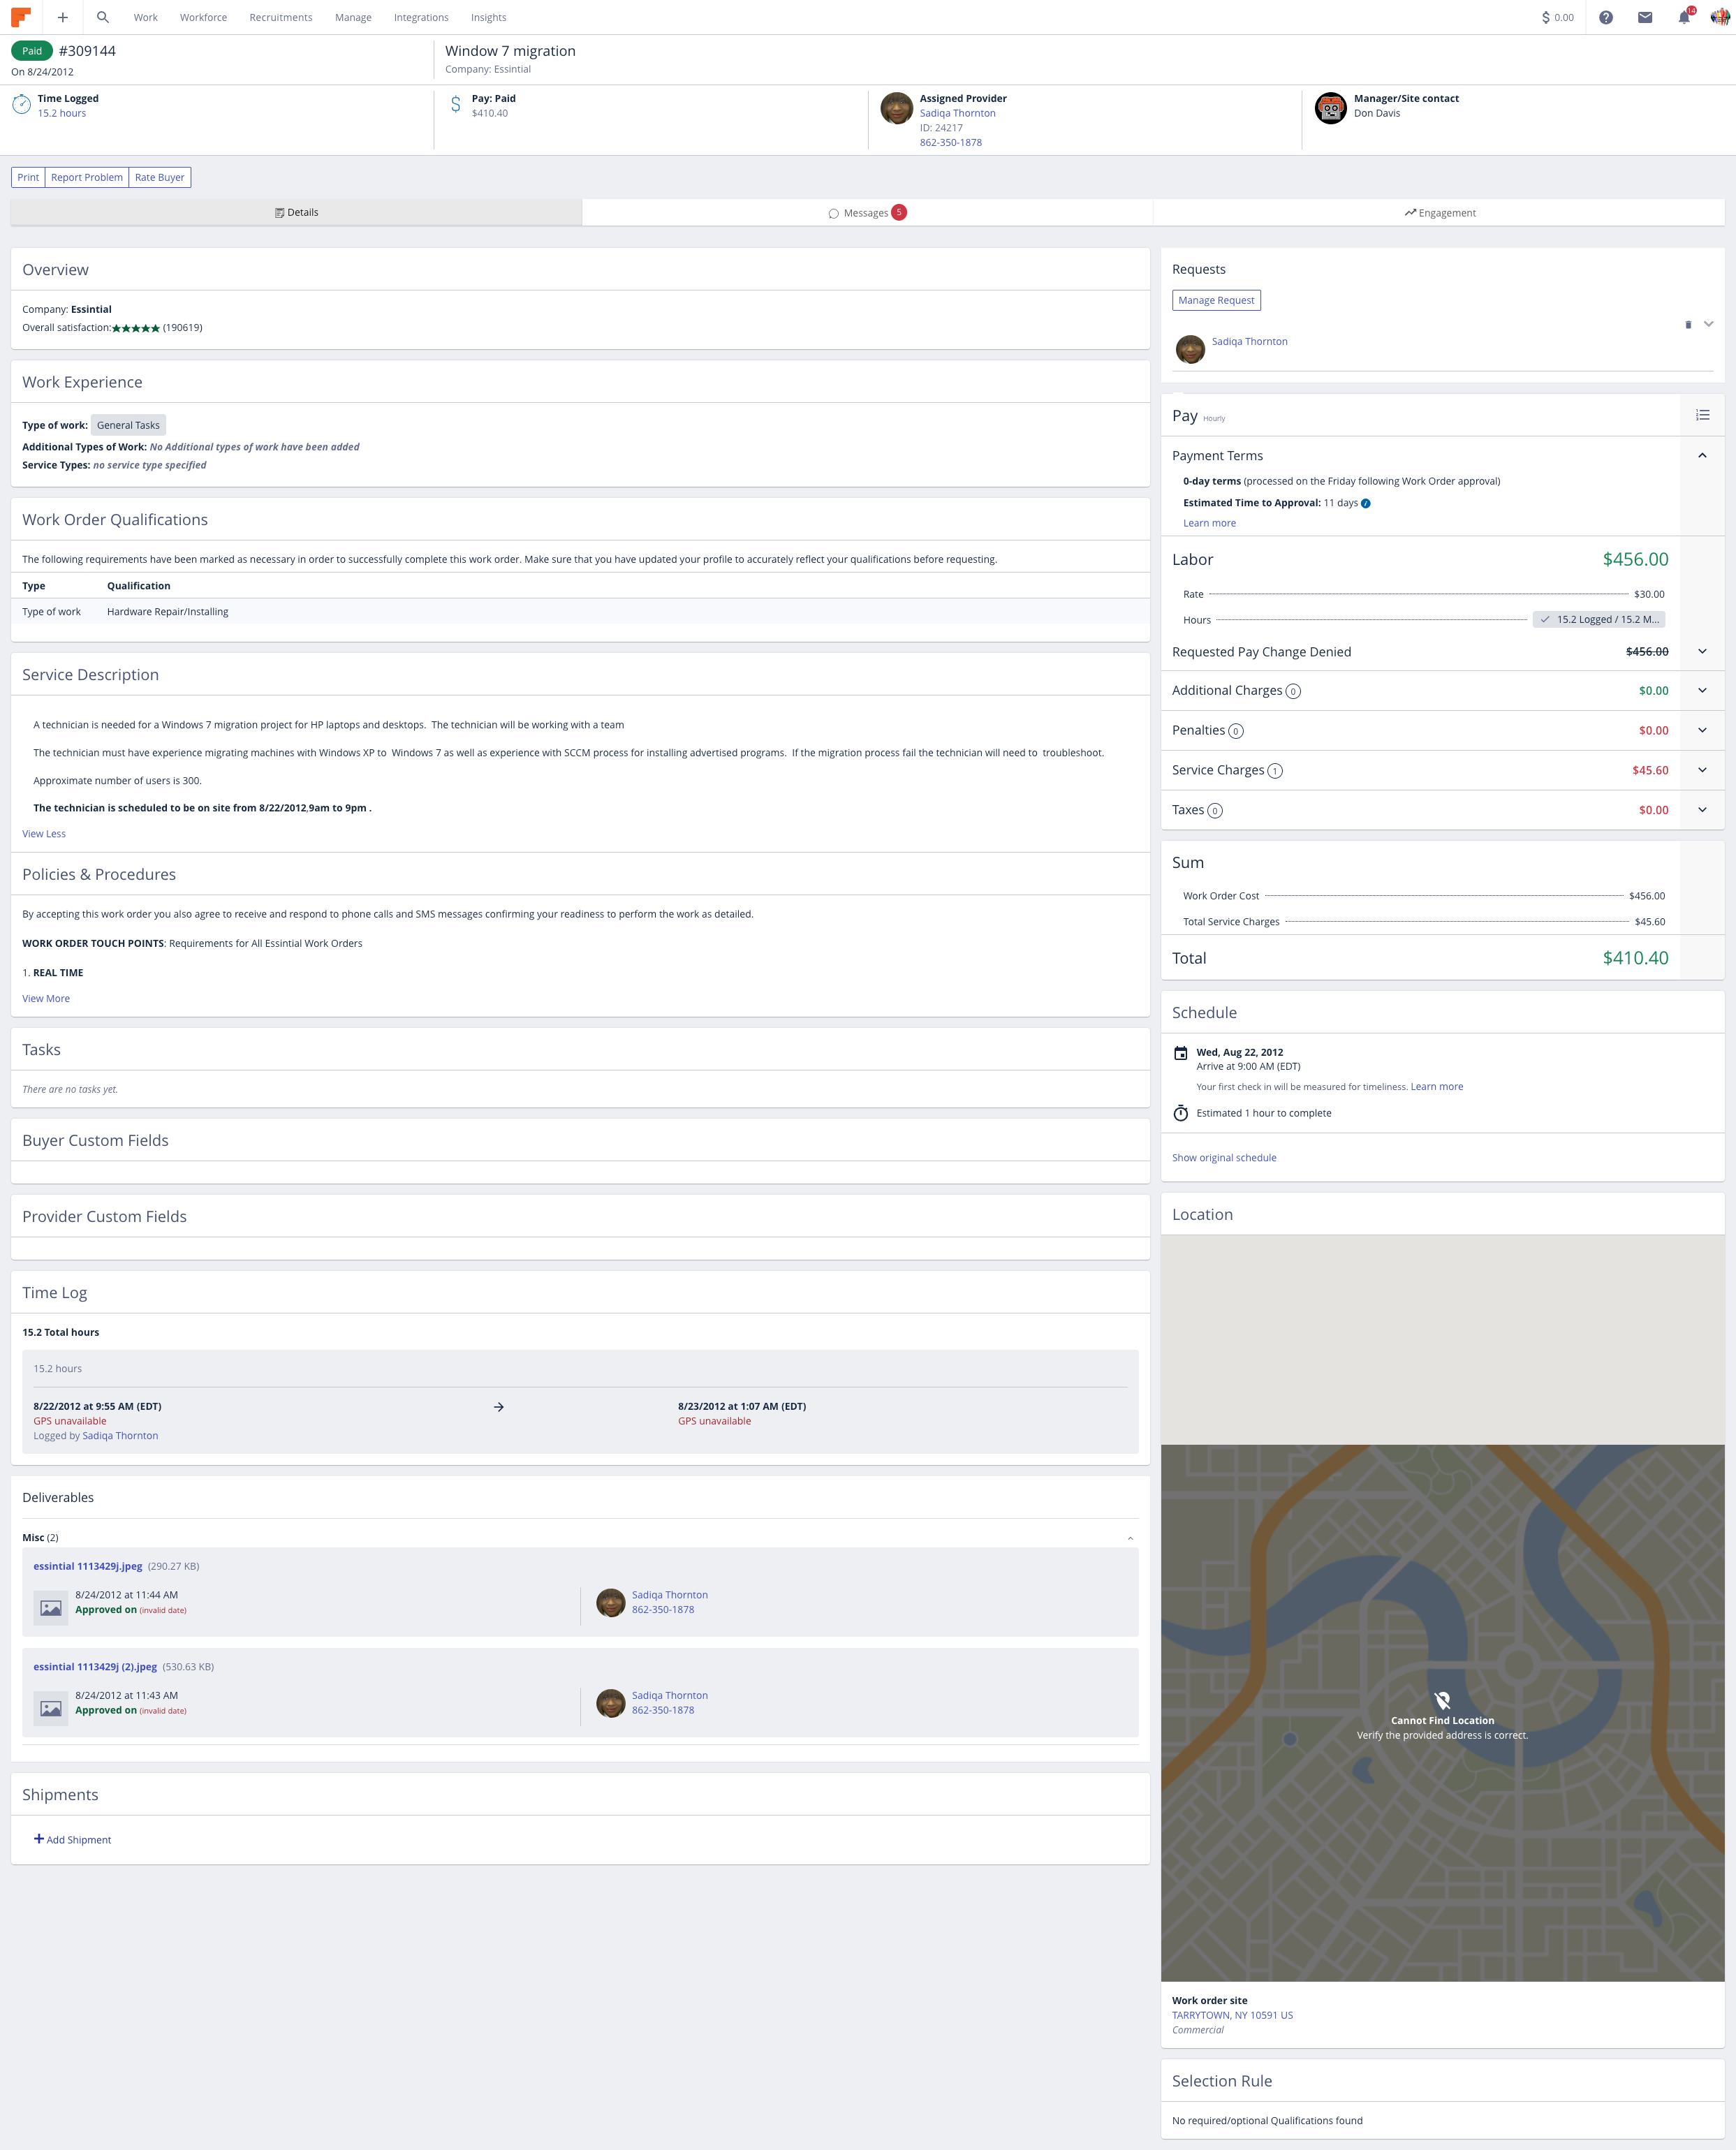 Work Workforce Recruitments Manage Integrations Insights
0.00
14
Paid #309144
On 8/24/2012
Window 7 migration
Company: Essintial
Time Logged
15.2 hours
Pay: Paid
$410.40
Assigned Provider
Sadiqa Thornton
ID: 24217
862-350-1878
Manager/Site contact
Don Davis
Print Report Problem Rate Buyer
Details
Messages 5
Engagement
Overview
Company: Essintial
Overall satisfaction:★★★★★ (190619)
Work Experience
Type of work: General Tasks
Additional Types of Work: No Additional types of work have been added
Service Types: no service type specified
Work Order Qualifications
The following requirements have been marked as necessary in order to successfully complete this work order. Make sure that you have updated your profile to accurately reflect your qualifications before requesting.
Type Qualification
Type of work Hardware Repair/Installing
Service Description
A technician is needed for a Windows 7 migration project for HP laptops and desktops. The technician will be working with a team
The technician must have experience migrating machines with Windows XP to Windows 7 as well as experience with SCCM process for installing advertised programs. If the migration process fail the technician will need to troubleshoot.
Approximate number of users is 300.
The technician is scheduled to be on site from 8/22/2012,9am to 9pm .
View Less
Policies & Procedures
By accepting this work order you also agree to receive and respond to phone calls and SMS messages confirming your readiness to perform the work as detailed.
WORK ORDER TOUCH POINTS: Requirements for All Essintial Work Orders
1. REAL TIME
View More
Tasks
There are no tasks yet.
Buyer Custom Fields
Provider Custom Fields
Time Log
15.2 Total hours
15.2 hours
8/22/2012 at 9:55 AM (EDT)
GPS unavailable
Logged by Sadiqa Thornton
8/23/2012 at 1:07 AM (EDT)
GPS unavailable
Deliverables
Misc (2)
essintial 1113429j.jpeg (290.27 KB)
8/24/2012 at 11:44 AM
Approved on (invalid date)
Sadiqa Thornton
862-350-1878
essintial 1113429j (2).jpeg (530.63 KB)
8/24/2012 at 11:43 AM
Approved on (invalid date)
Sadiqa Thornton
862-350-1878
Shipments
Add Shipment
Requests
Manage Request
Sadiqa Thornton
Pay Hourly
Payment Terms
0-day terms (processed on the Friday following Work Order approval)
Estimated Time to Approval: 11 days
Learn more
Labor $456.00
Rate $30.00
Hours 15.2 Logged / 15.2 M...
Requested Pay Change Denied $456.00
Additional Charges 0 $0.00
Penalties 0 $0.00
Service Charges 1 $45.60
Taxes 0 $0.00
Sum
Work Order Cost $456.00
Total Service Charges $45.60
Total $410.40
Schedule
Wed, Aug 22, 2012
Arrive at 9:00 AM (EDT)
Your first check in will be measured for timeliness. Learn more
Estimated 1 hour to complete
Show original schedule
Location
Cannot Find Location
Verify the provided address is correct.
Work order site
TARRYTOWN, NY 10591 US
Commercial
Selection Rule
No required/optional Qualifications found